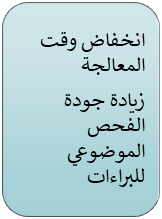 انخفاض وقت
المعالجة
زيادة جودة
الفحص
الموضوعي
للبراءات